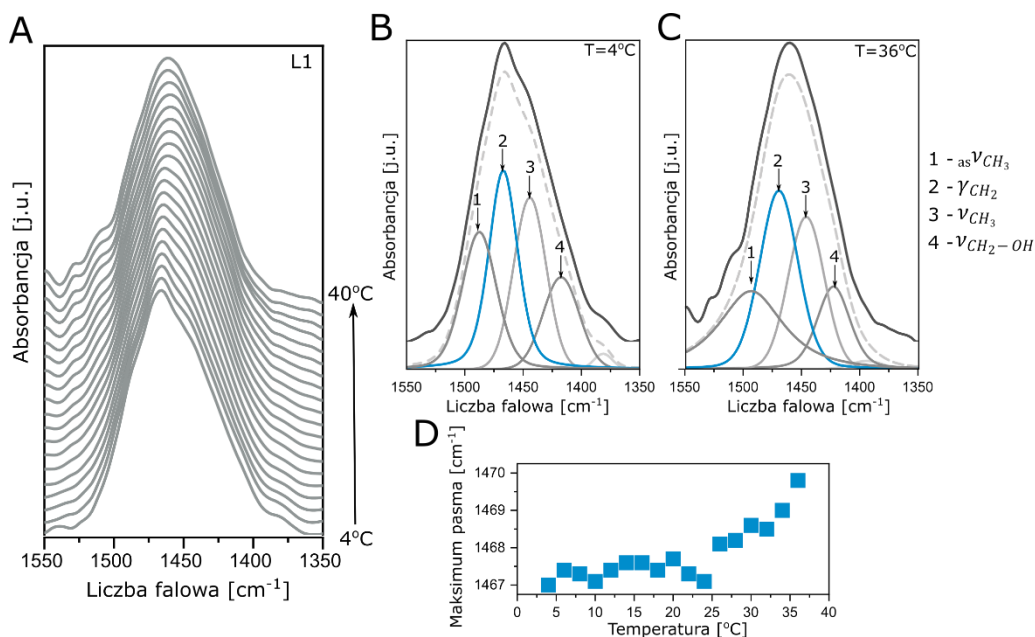 A
L1
Absorbancja [j.u.]
40°C
4°C
1550 1500 1450 1400 1350
Liczba falowa [cm⁻¹]
B
T=4°C
Absorbancja [j.u.]
1
2
3
4
1550 1500 1450 1400 1350
Liczba falowa [cm⁻¹]
C
T=36°C
Absorbancja [j.u.]
1
2
3
4
1550 1500 1450 1400 1350
Liczba falowa [cm⁻¹]
1 - asνCH₃
2 - γCH₂
3 - νCH₃
4 - νCH₂−OH
D
Maksimum pasma [cm⁻¹]
1470
1469
1468
1467
0 5 10 15 20 25 30 35 40
Temperatura [°C]